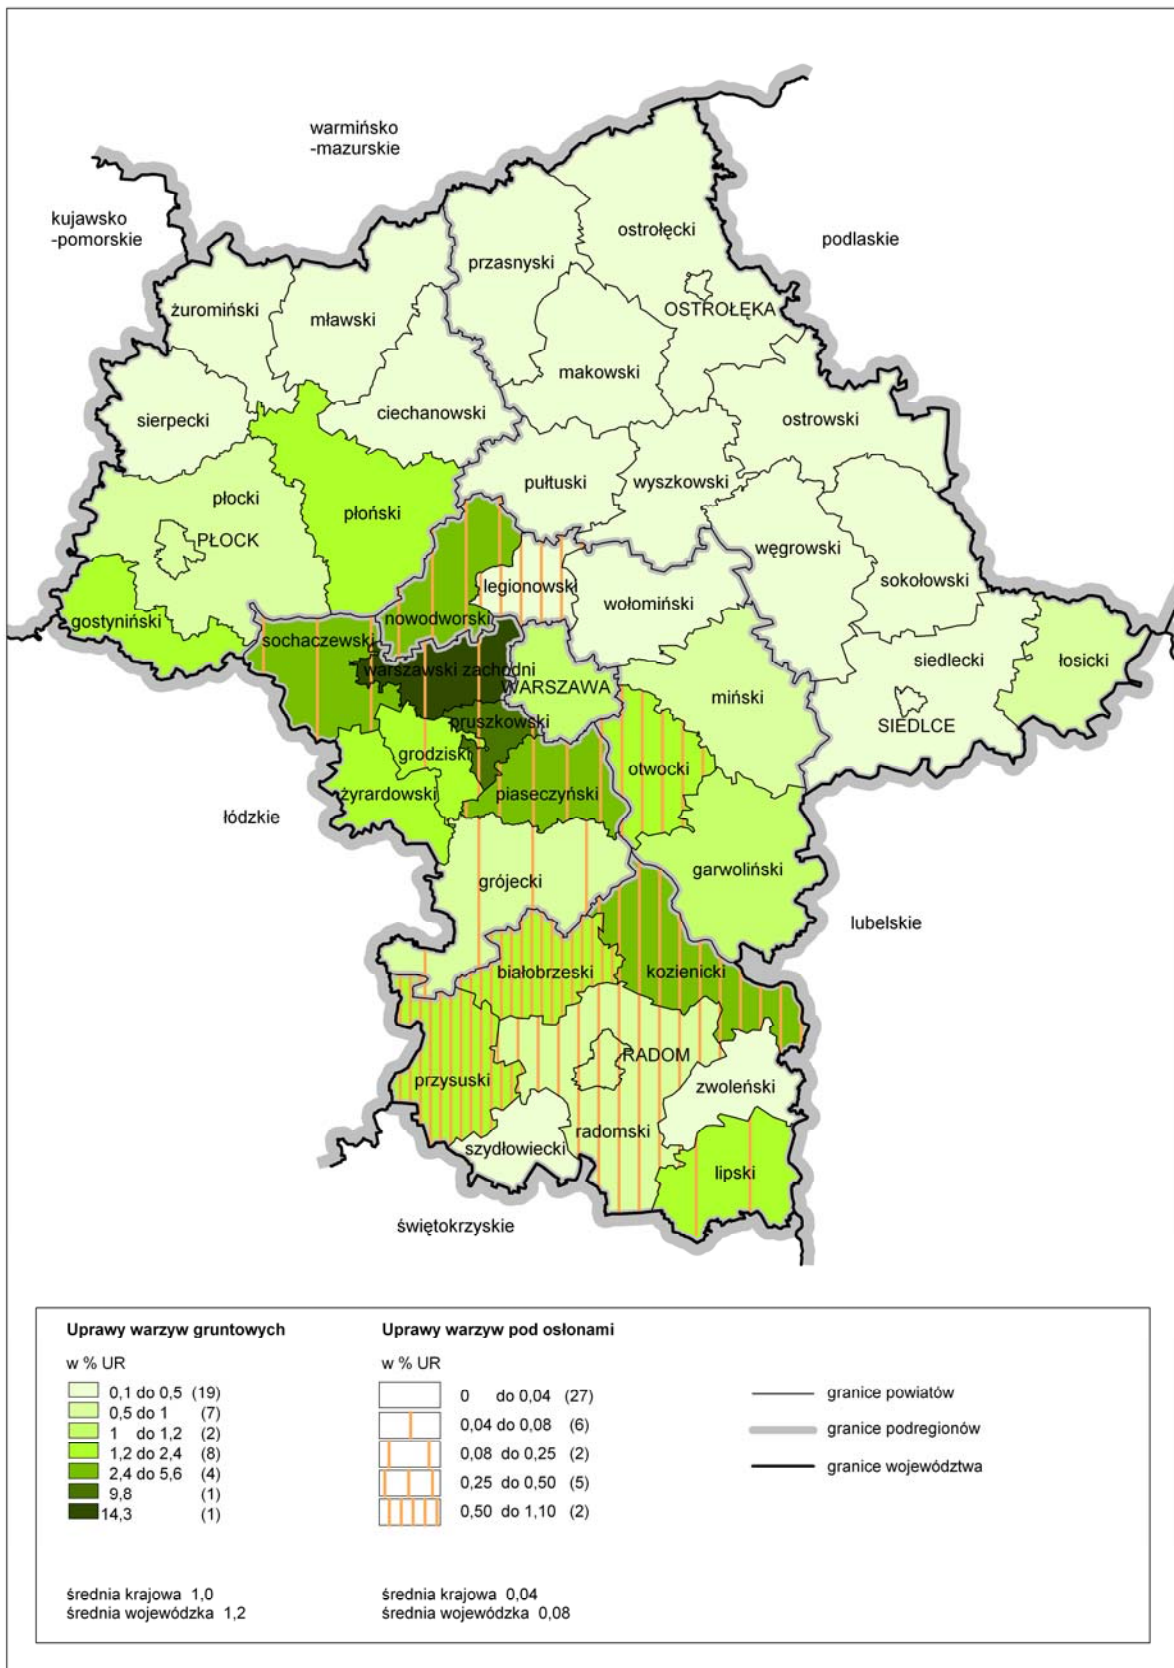 warmińsko
-mazurskie
kujawsko
-pomorskie
podlaskie
ostrołęcki
przasnyski
żuromiński
mławski
OSTROŁĘKA
makowski
ciechanowski
sierpecki
ostrowski
płocki
PŁOCK
płoński
pułtuski
wyszkowski
węgrowski
sokołowski
legionowski
wołomiński
gostyniński
nowodworski
sochaczewski
warszawski zachodni
WARSZAWA
siedlecki
łosicki
miński
SIEDLCE
pruszkowski
grodziski
otwocki
żyrardowski
piaseczyński
łódzkie
garwoliński
grójecki
lubelskie
białobrzeski
kozienicki
RADOM
przysuski
zwoleński
radomski
szydłowiecki
lipski
świętokrzyskie
Uprawy warzyw gruntowych
w % UR
0,1 do 0,5 (19)
0,5 do 1 (7)
1 do 1,2 (2)
1,2 do 2,4 (8)
2,4 do 5,6 (4)
9,8 (1)
14,3 (1)
średnia krajowa 1,0
średnia wojewódzka 1,2
Uprawy warzyw pod osłonami
w % UR
0 do 0,04 (27)
0,04 do 0,08 (6)
0,08 do 0,25 (2)
0,25 do 0,50 (5)
0,50 do 1,10 (2)
średnia krajowa 0,04
średnia wojewódzka 0,08
granice powiatów
granice podregionów
granice województwa